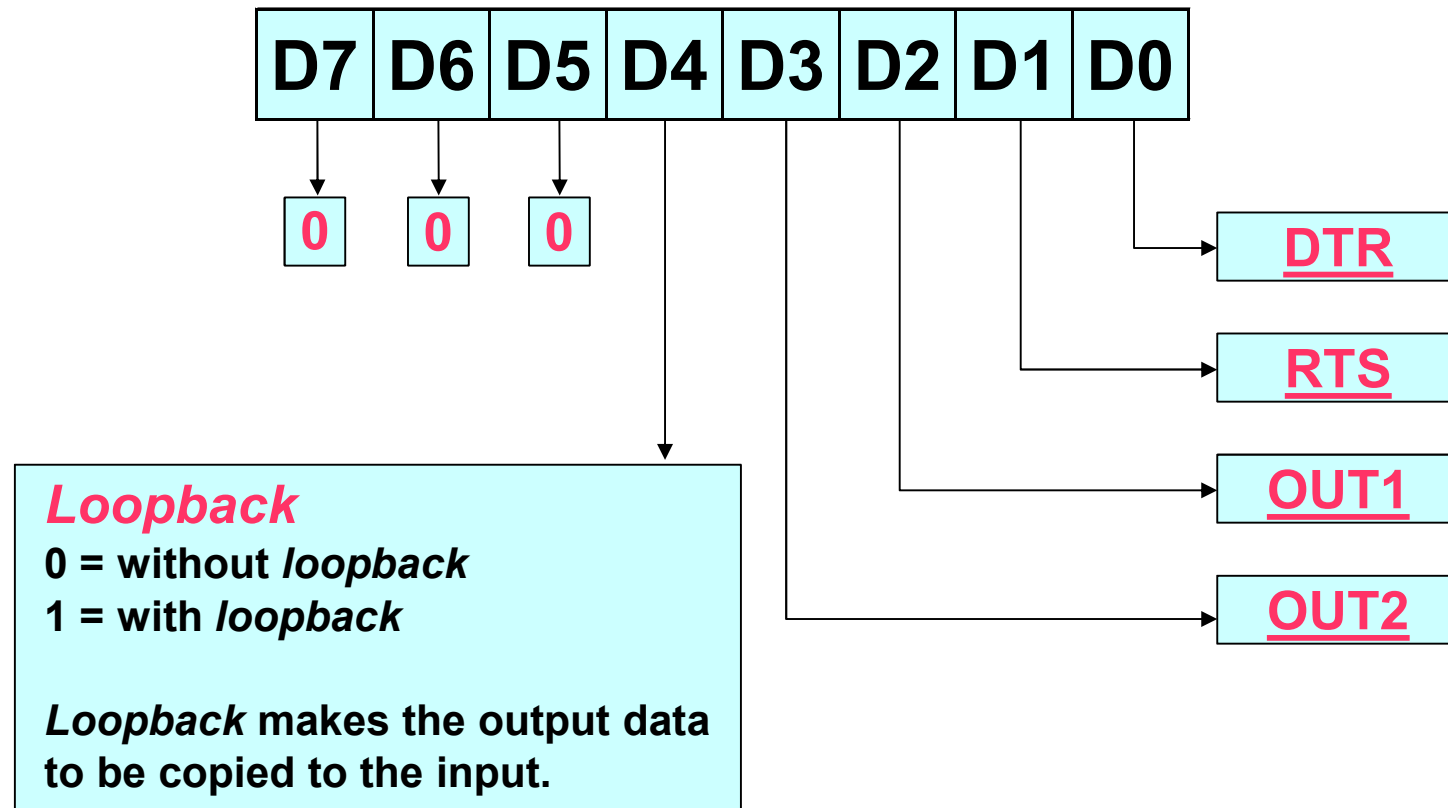 D7 D6 D5 D4 D3 D2 D1 D0
0 0 0
DTR
RTS
OUT1
OUT2
Loopback
0 = without loopback
1 = with loopback
Loopback makes the output data
to be copied to the input.